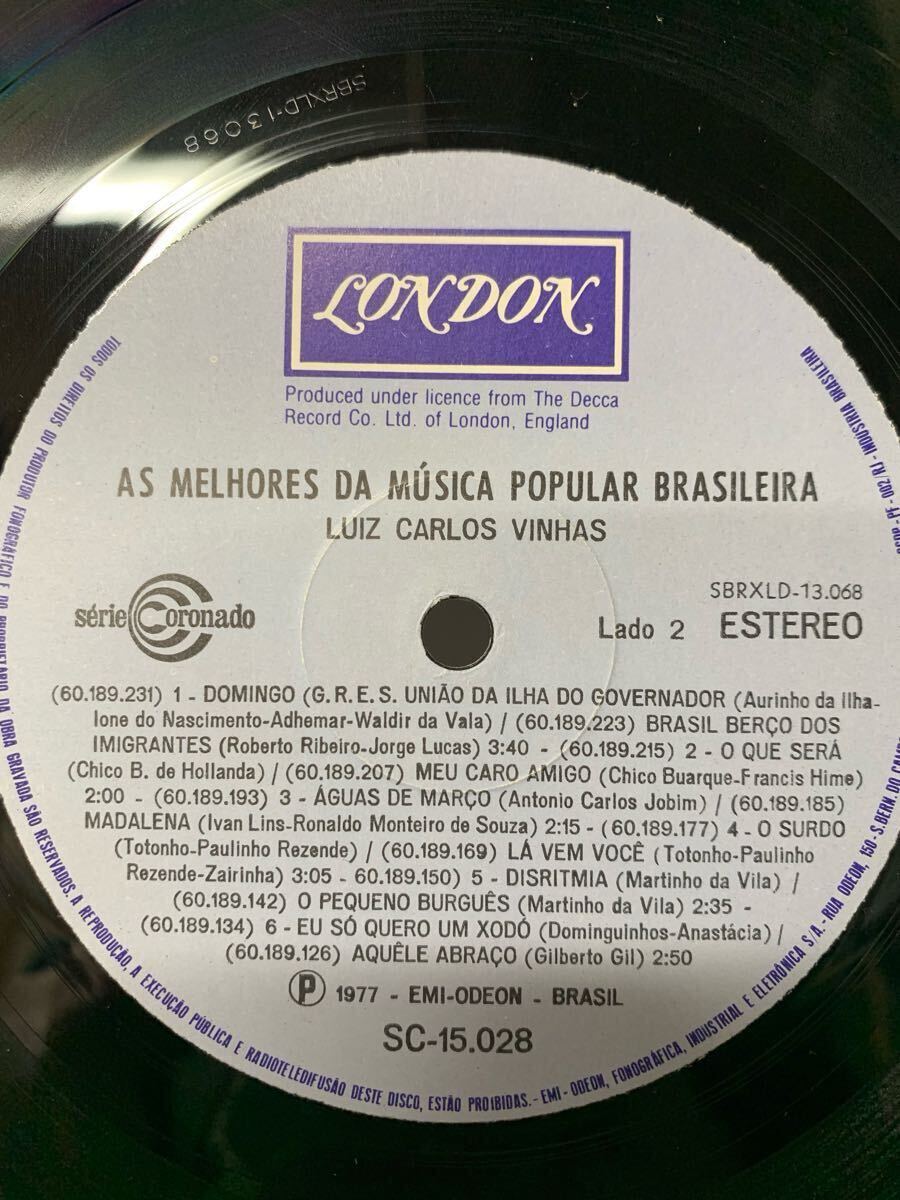 SBRXLD-13068
LONDON
Produced under licence from The Decca
Record Co. Ltd. of London, England
AS MELHORES DA MÚSICA POPULAR BRASILEIRA
LUIZ CARLOS VINHAS
série Coronado
SBRXLD-13.068
Lado 2 ESTEREO
(60.189.231) 1 - DOMINGO (G.R.E.S. UNIÃO DA ILHA DO GOVERNADOR (Aurinho da ilha-
Ione do Nascimento-Adhemar-Waldir da Vala) / (60.189.223) BRASIL BERÇO DOS
IMIGRANTES (Roberto Ribeiro-Jorge Lucas) 3:40 - (60.189.215) 2 - O QUE SERÁ
(Chico B. de Hollanda) / (60.189.207) MEU CARO AMIGO (Chico Buarque-Francis Hime)
2:00 - (60.189.193) 3 - ÁGUAS DE MARÇO (Antonio Carlos Jobim) / (60.189.185)
MADALENA (Ivan Lins-Ronaldo Monteiro de Souza) 2:15 - (60.189.177) 4 - O SURDO
(Totonho-Paulinho Rezende) / (60.189.169) LÁ VEM VOCÊ (Totonho-Paulinho
Rezende-Zairinha) 3:05 - 60.189.150) 5 - DISRITMIA (Martinho da Vila) /
(60.189.142) O PEQUENO BURGUÊS (Martinho da Vila) 2:35 -
(60.189.134) 6 - EU SÓ QUERO UM XODÓ (Dominguinhos-Anastácia) /
(60.189.126) AQUÊLE ABRAÇO (Gilberto Gil) 2:50
Ⓟ 1977 - EMI-ODEON - BRASIL
SC-15.028
TODOS OS DIREITOS DO PRODUTOR FONOGRÁFICO E DO PROPRIETÁRIO DA OBRA GRAVADA SÃO RESERVADOS. A REPRODUÇÃO, A EXECUÇÃO PÚBLICA E RADIOTELEDIFUSÃO DESTE DISCO, ESTÃO PROIBIDAS. - EMI - ODEON, FONOGRÁFICA, INDUSTRIAL E ELETRÔNICA S/A. - RUA ODEON, 150 - S.BERN. DO PF - 002/RJ - INDUSTRIA BRASILEIRA